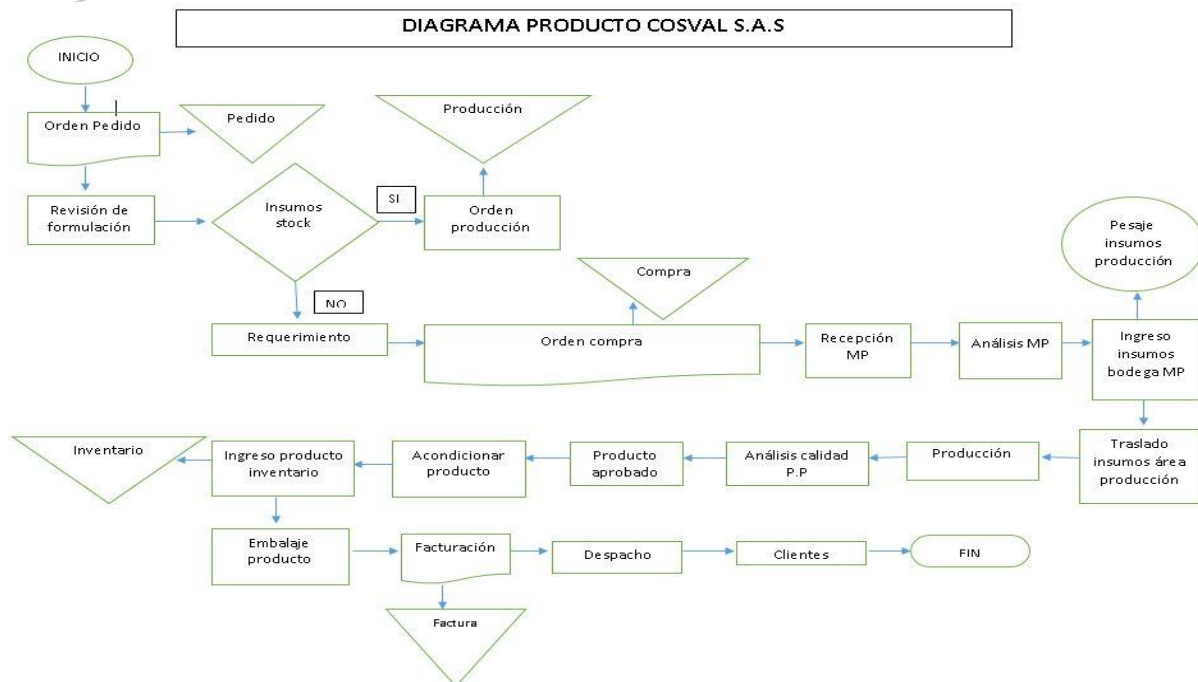 DIAGRAMA PRODUCTO COSVAL S.A.S
INICIO
Orden Pedido
Pedido
Producción
Revisión de
formulación
Insumos
stock
SI
Orden
producción
Pesaje
insumos
producción
Compra
NO
Requerimiento
Orden compra
Recepción
MP
Análisis MP
Ingreso
insumos
bodega MP
Inventario
Ingreso producto
inventario
Acondicionar
producto
Producto
aprobado
Análisis calidad
P.P
Producción
Traslado
insumos área
producción
Embalaje
producto
Facturación
Despacho
Clientes
FIN
Factura